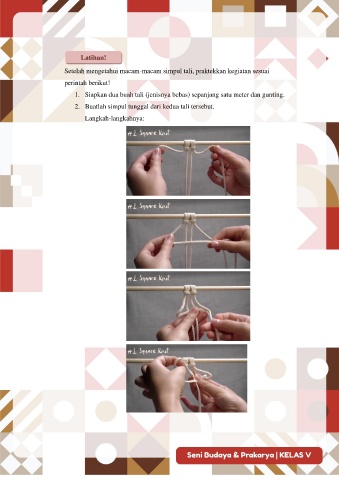 Latihan!
Setelah mengetahui macam-macam simpul tali, praktekkan kegiatan sesuai
perintah berikut!
1. Siapkan dua buah tali (jenisnya bebas) sepanjang satu meter dan gunting.
2. Buatlah simpul tunggal dari kedua tali tersebut.
Langkah-langkahnya:
#1. Square Knot
#1. Square Knot
#1. Square Knot
#1. Square Knot
Seni Budaya & Prakarya | KELAS V